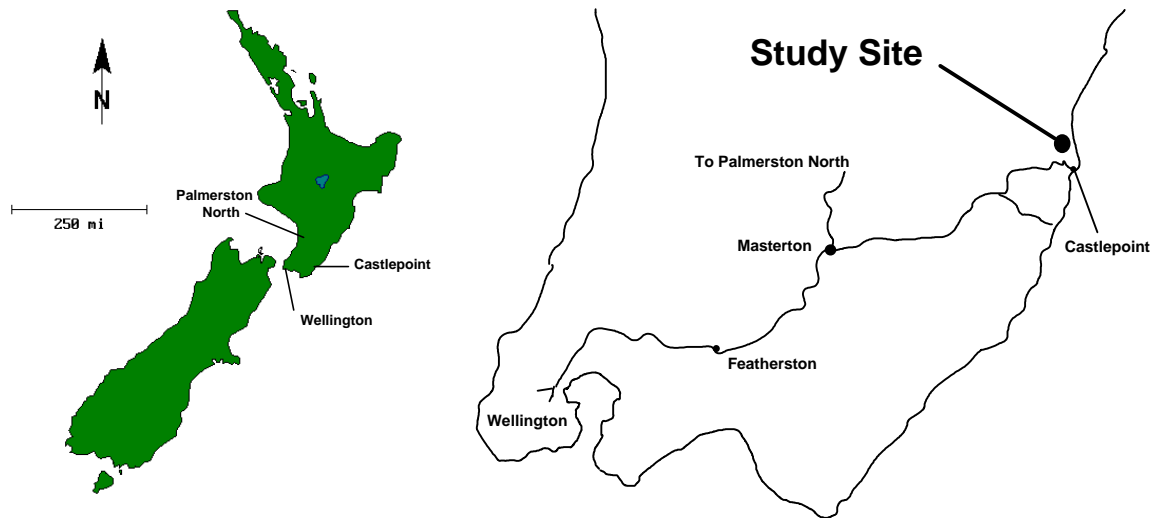 N
250 mi
Palmerston
North
Castlepoint
Wellington
Study Site
To Palmerston North
Masterton
Castlepoint
Featherston
Wellington